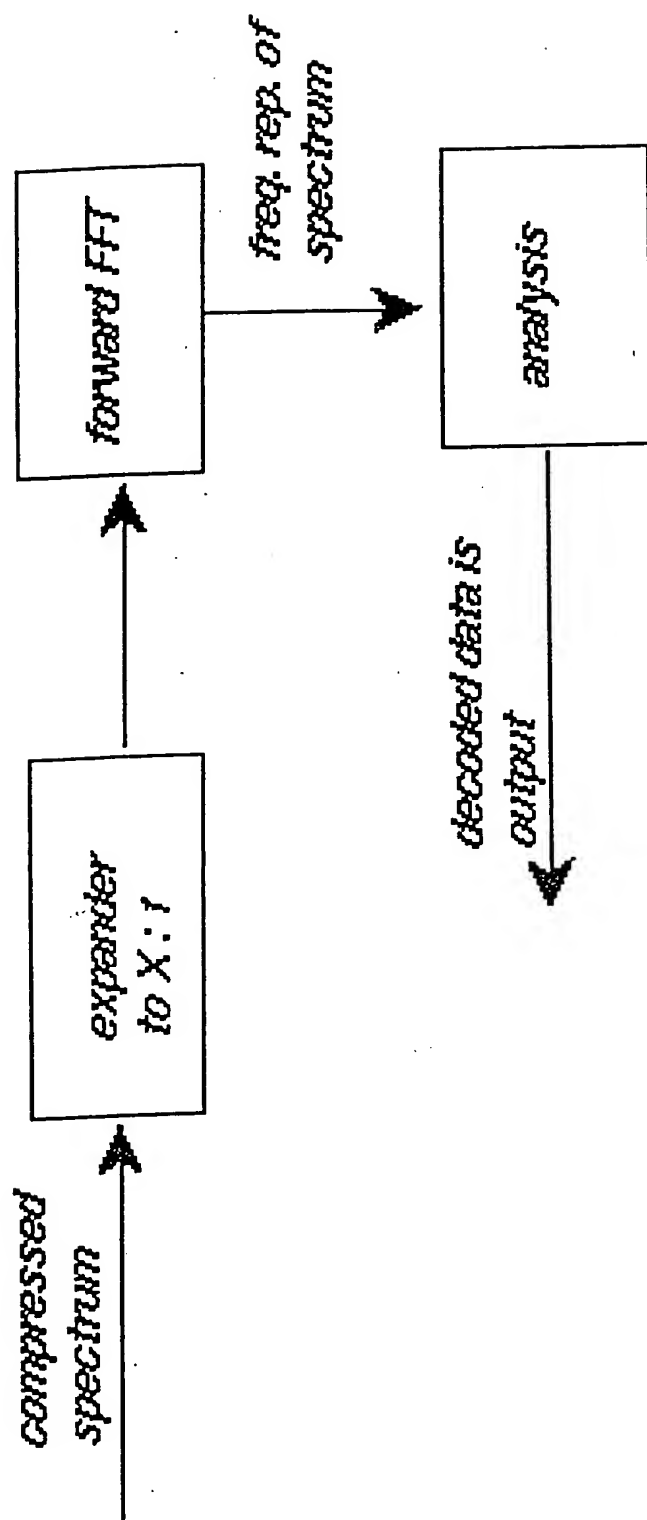 compressed
spectrum
expander
to X : 1
forward FFT
freq. rep. of
spectrum
analysis
decoded data is
output